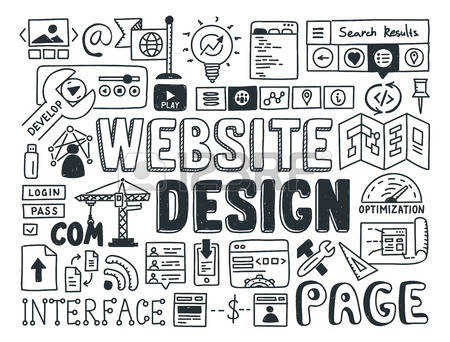 @
Search Results
DEVELOP
PLAY
WEBSITE
DESIGN
LOGIN
PASS
COM
OPTIMIZATION
INTERFACE
$
PAGE